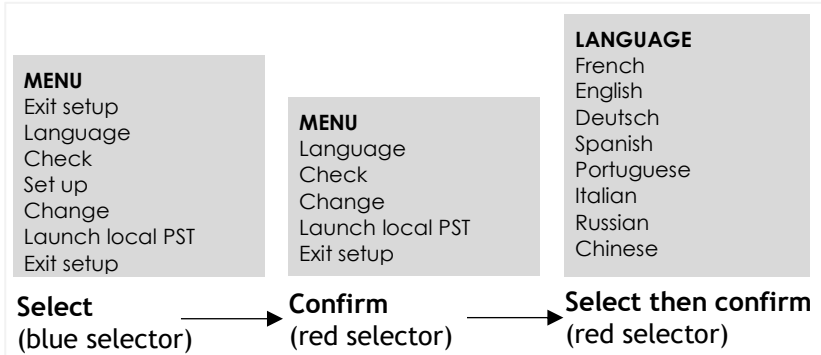 MENU
Exit setup
Language
Check
Set up
Change
Launch local PST
Exit setup
Select
(blue selector)
MENU
Language
Check
Change
Launch local PST
Exit setup
Confirm
(red selector)
LANGUAGE
French
English
Deutsch
Spanish
Portuguese
Italian
Russian
Chinese
Select then confirm
(red selector)